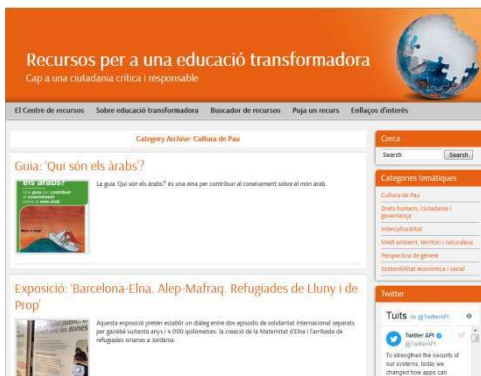 Recursos per a una educació transformadora
Cap a una ciutadania crítica i responsable
El Centre de recursos Sobre educació transformadora Buscador de recursos Puja un recurs Enllaços d'interès
Category Archive: Cultura de Pau
Guia: 'Qui són els àrabs'?
els àrabs?
La guia 'Qui són els àrabs?' és una eina per contribuir al coneixement sobre el món àrab.
Exposició: 'Barcelona-Elna. Alep-Mafraq. Refugiades de Lluny i de
Prop'
Aquesta exposició pretén establir un diàleg entre dos episodis de solidaritat internacional separats
per gairebé vuitanta anys i 4.000 quilòmetres: la creació de la Maternitat d'Elna i l'arribada de
refugiades sirianes a Jordània.
Cerca
Search Search
Categories temàtiques
Cultura de Pau
Drets humans, ciutadania i
governança
Interculturalitat
Medi ambient, territori i naturalesa
Perspectiva de gènere
Sostenibilitat econòmica i social
Twitter
Tuits de @TwitterAPI
Twitter API
@TwitterAPI
To strengthen the security of
our systems, today we
changed how apps can